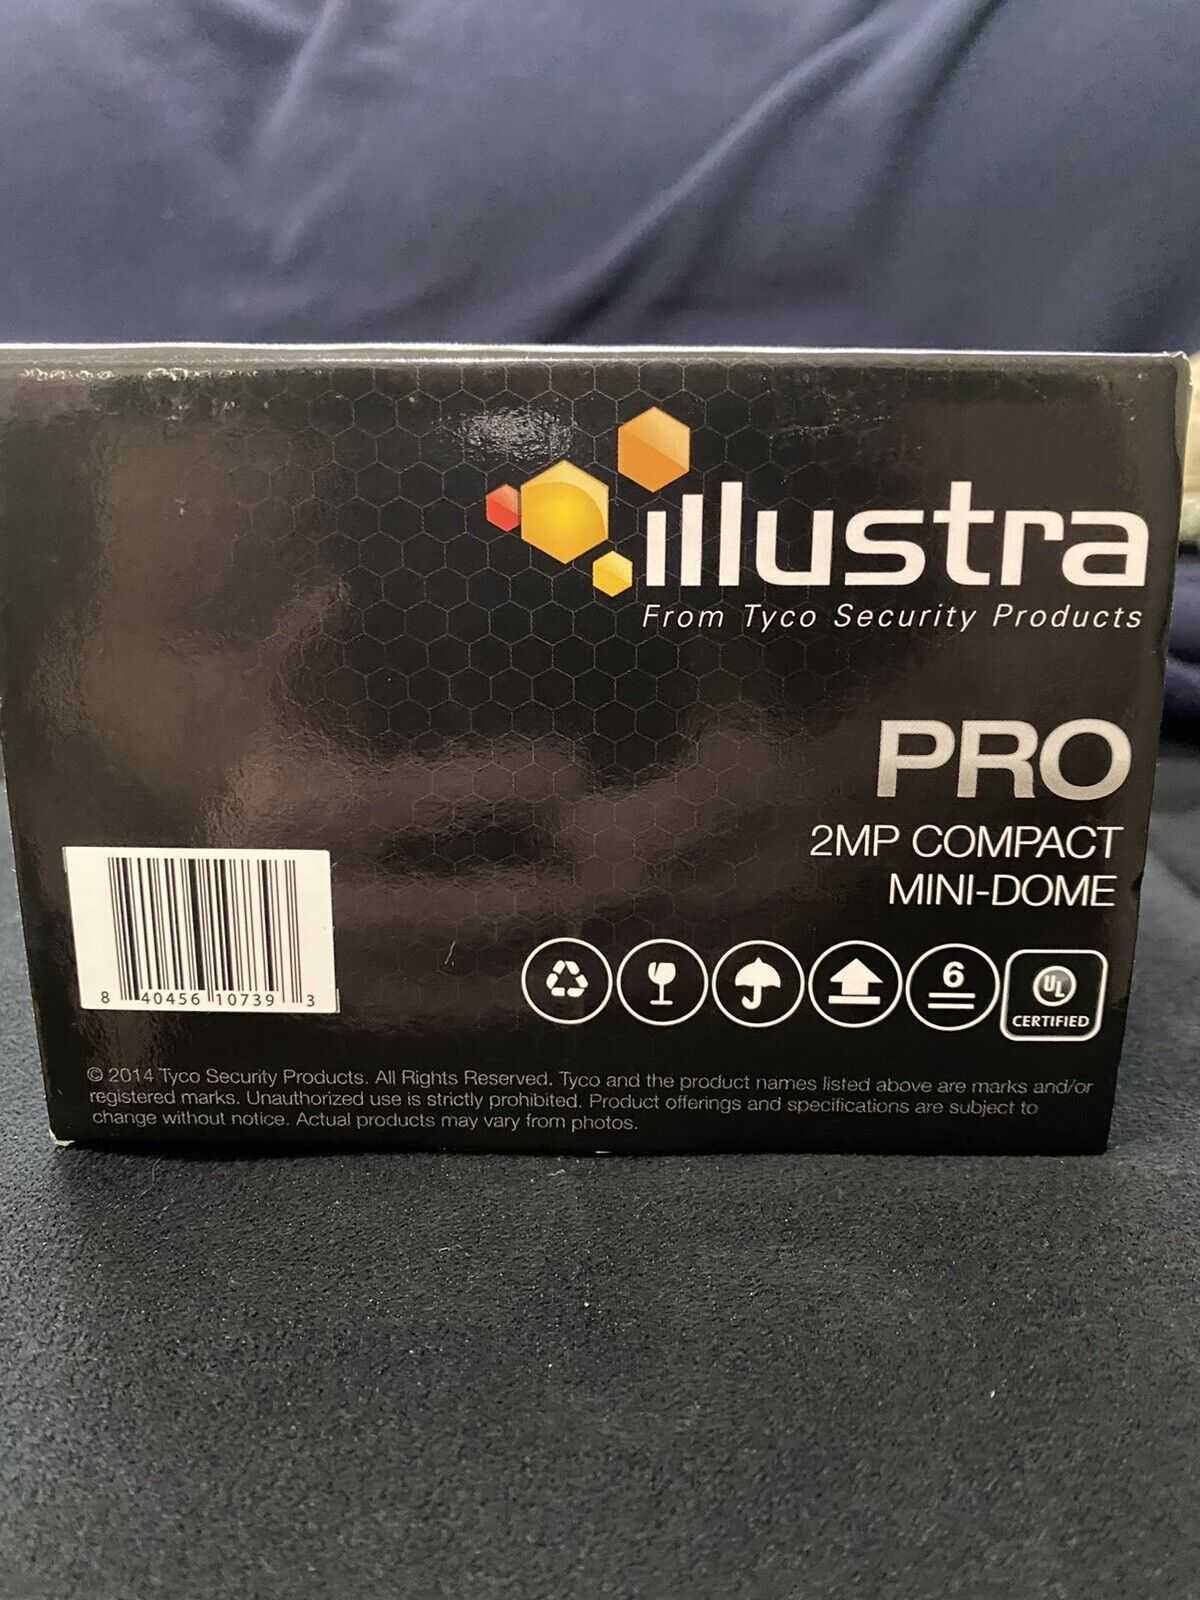 illustra
From Tyco Security Products
PRO
2MP COMPACT
MINI-DOME
8 40456 10739 3
6
UL
CERTIFIED
© 2014 Tyco Security Products. All Rights Reserved. Tyco and the product names listed above are marks and/or
registered marks. Unauthorized use is strictly prohibited. Product offerings and specifications are subject to
change without notice. Actual products may vary from photos.